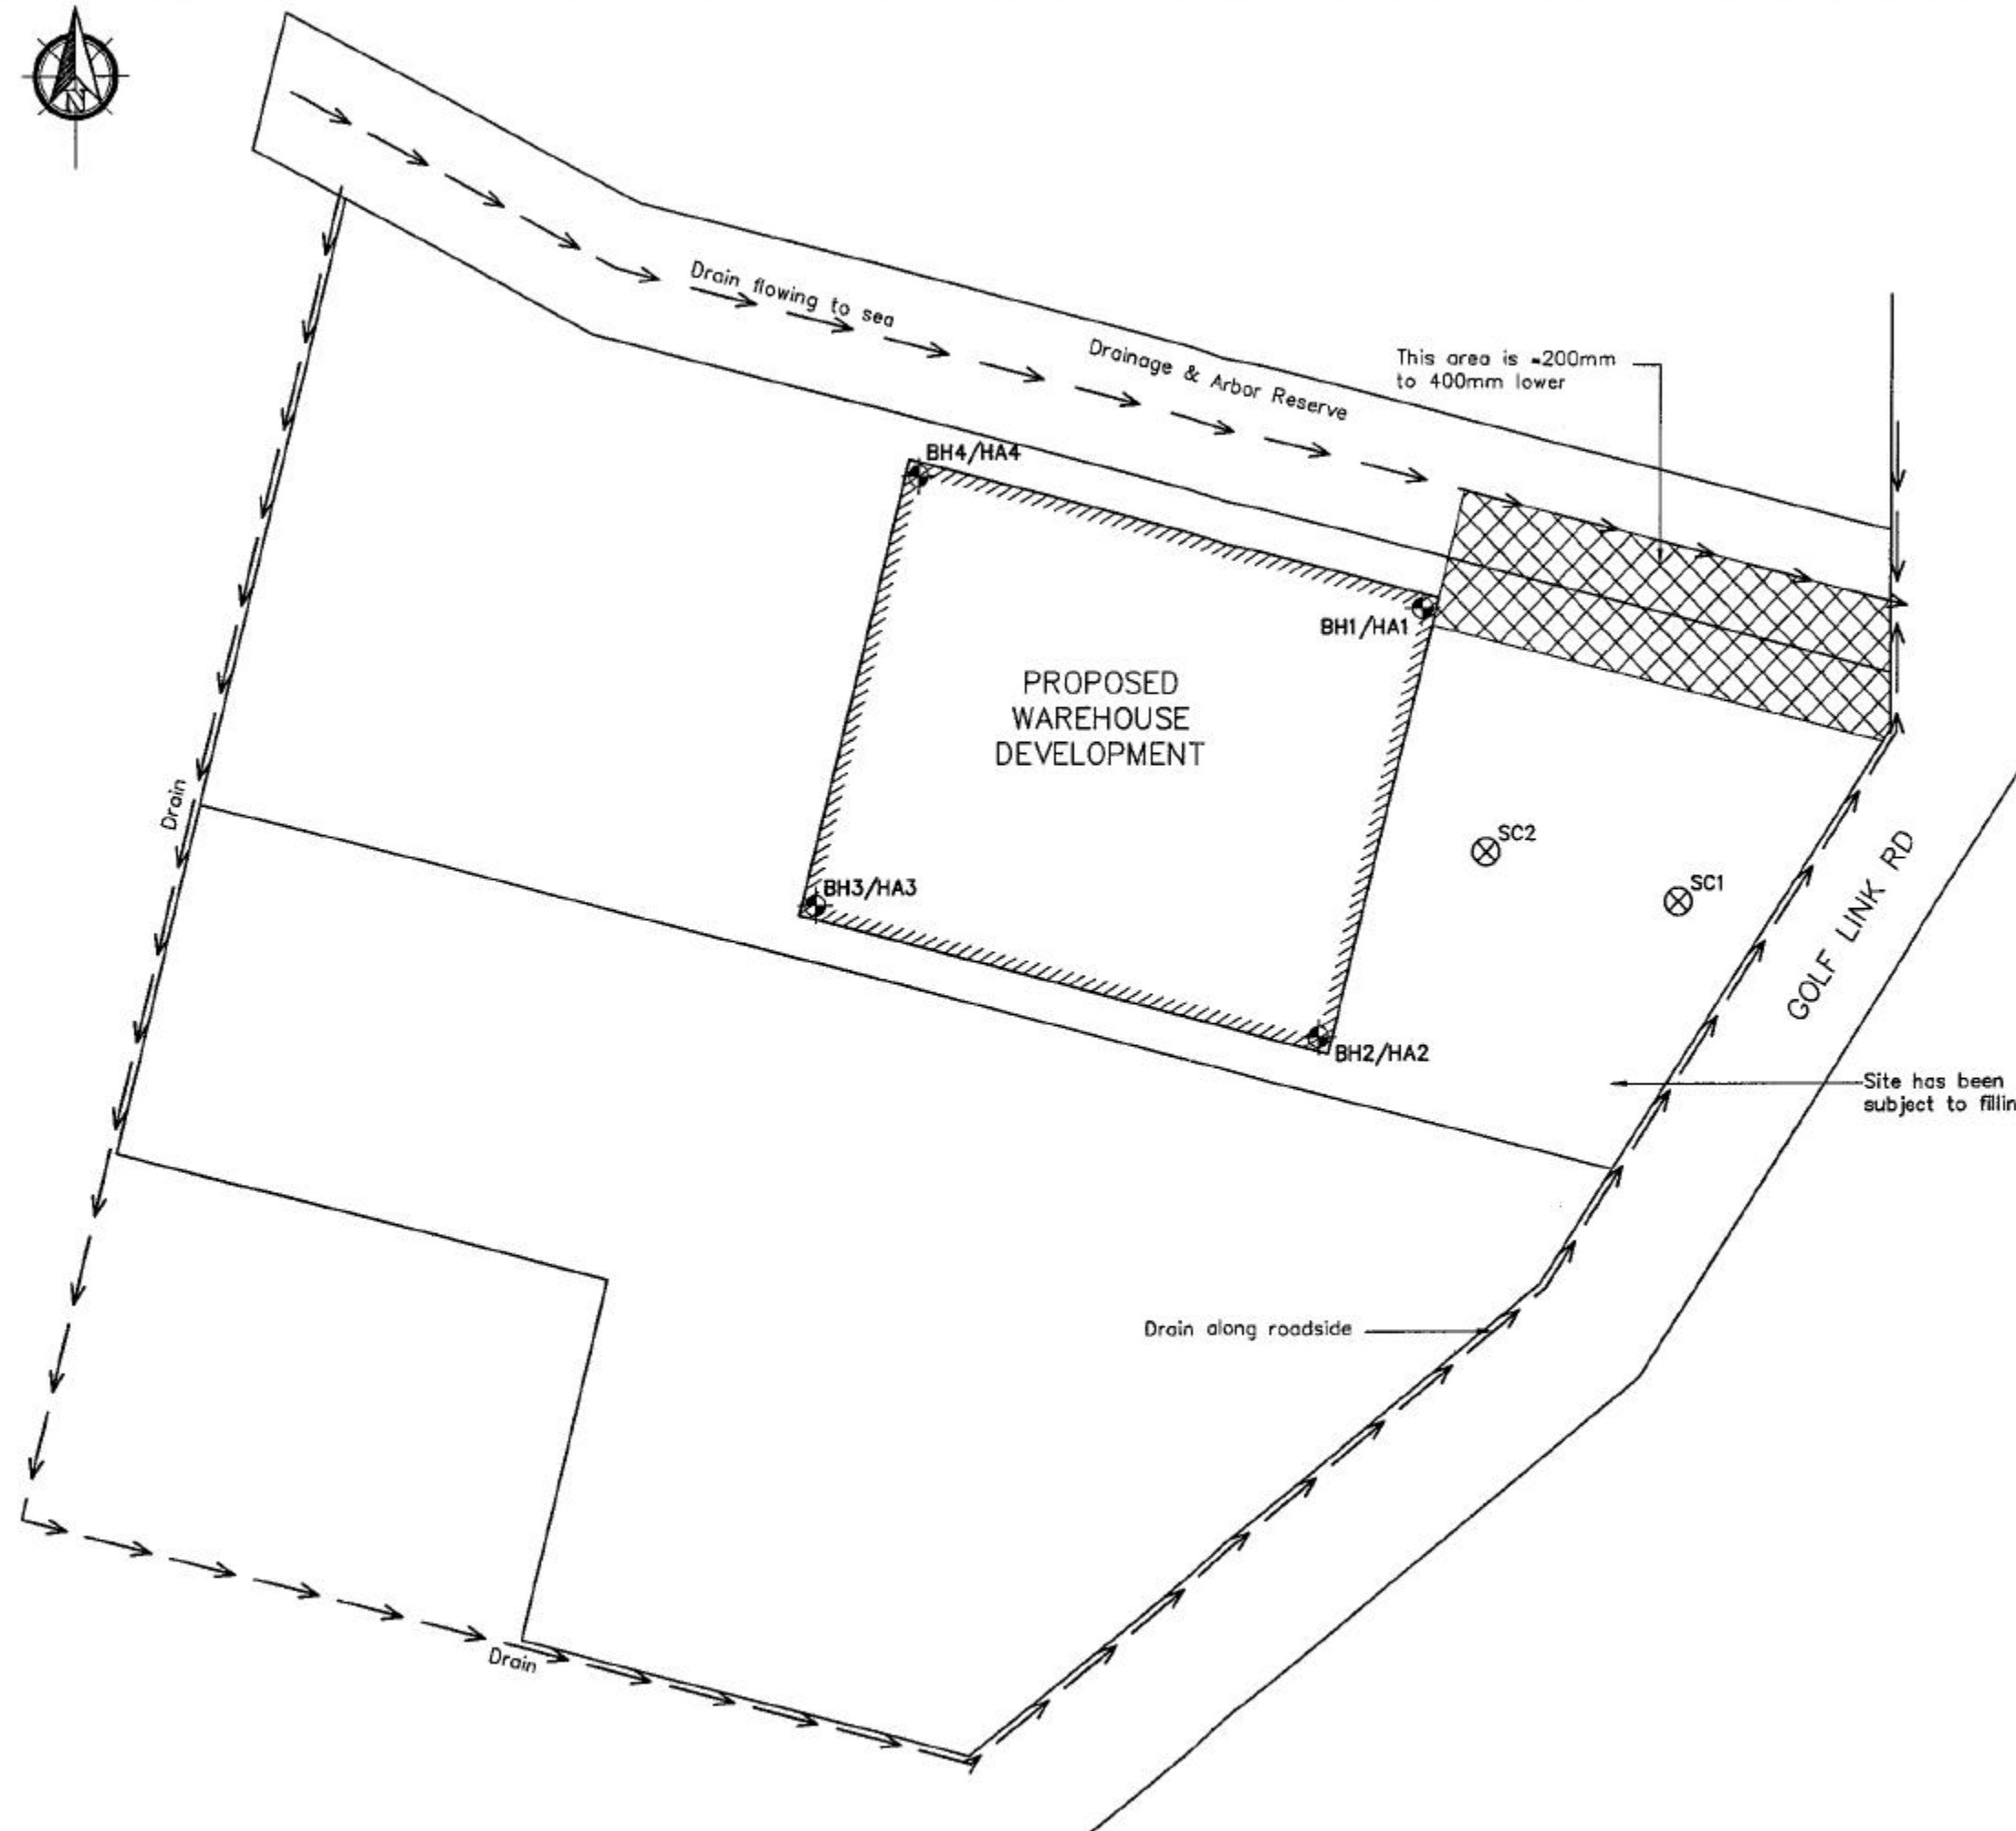 N
Drain flowing to sea
Drainage & Arbor Reserve
This area is ≈200mm
to 400mm lower
BH4/HA4
BH1/HA1
PROPOSED
WAREHOUSE
DEVELOPMENT
Drain
SC2
SC1
BH3/HA3
GOLF LINK RD
BH2/HA2
Site has been
subject to fillin
Drain along roadside
Drain